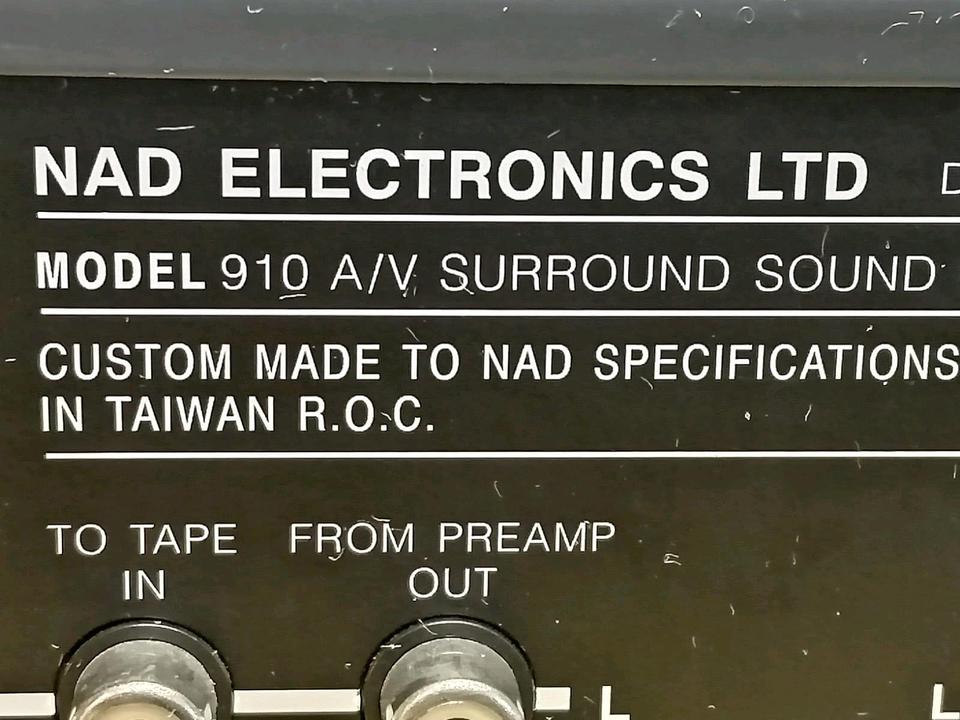 NAD ELECTRONICS LTD
MODEL 910 A/V SURROUND SOUND
CUSTOM MADE TO NAD SPECIFICATIONS
IN TAIWAN R.O.C.
TO TAPE FROM PREAMP
IN OUT
L